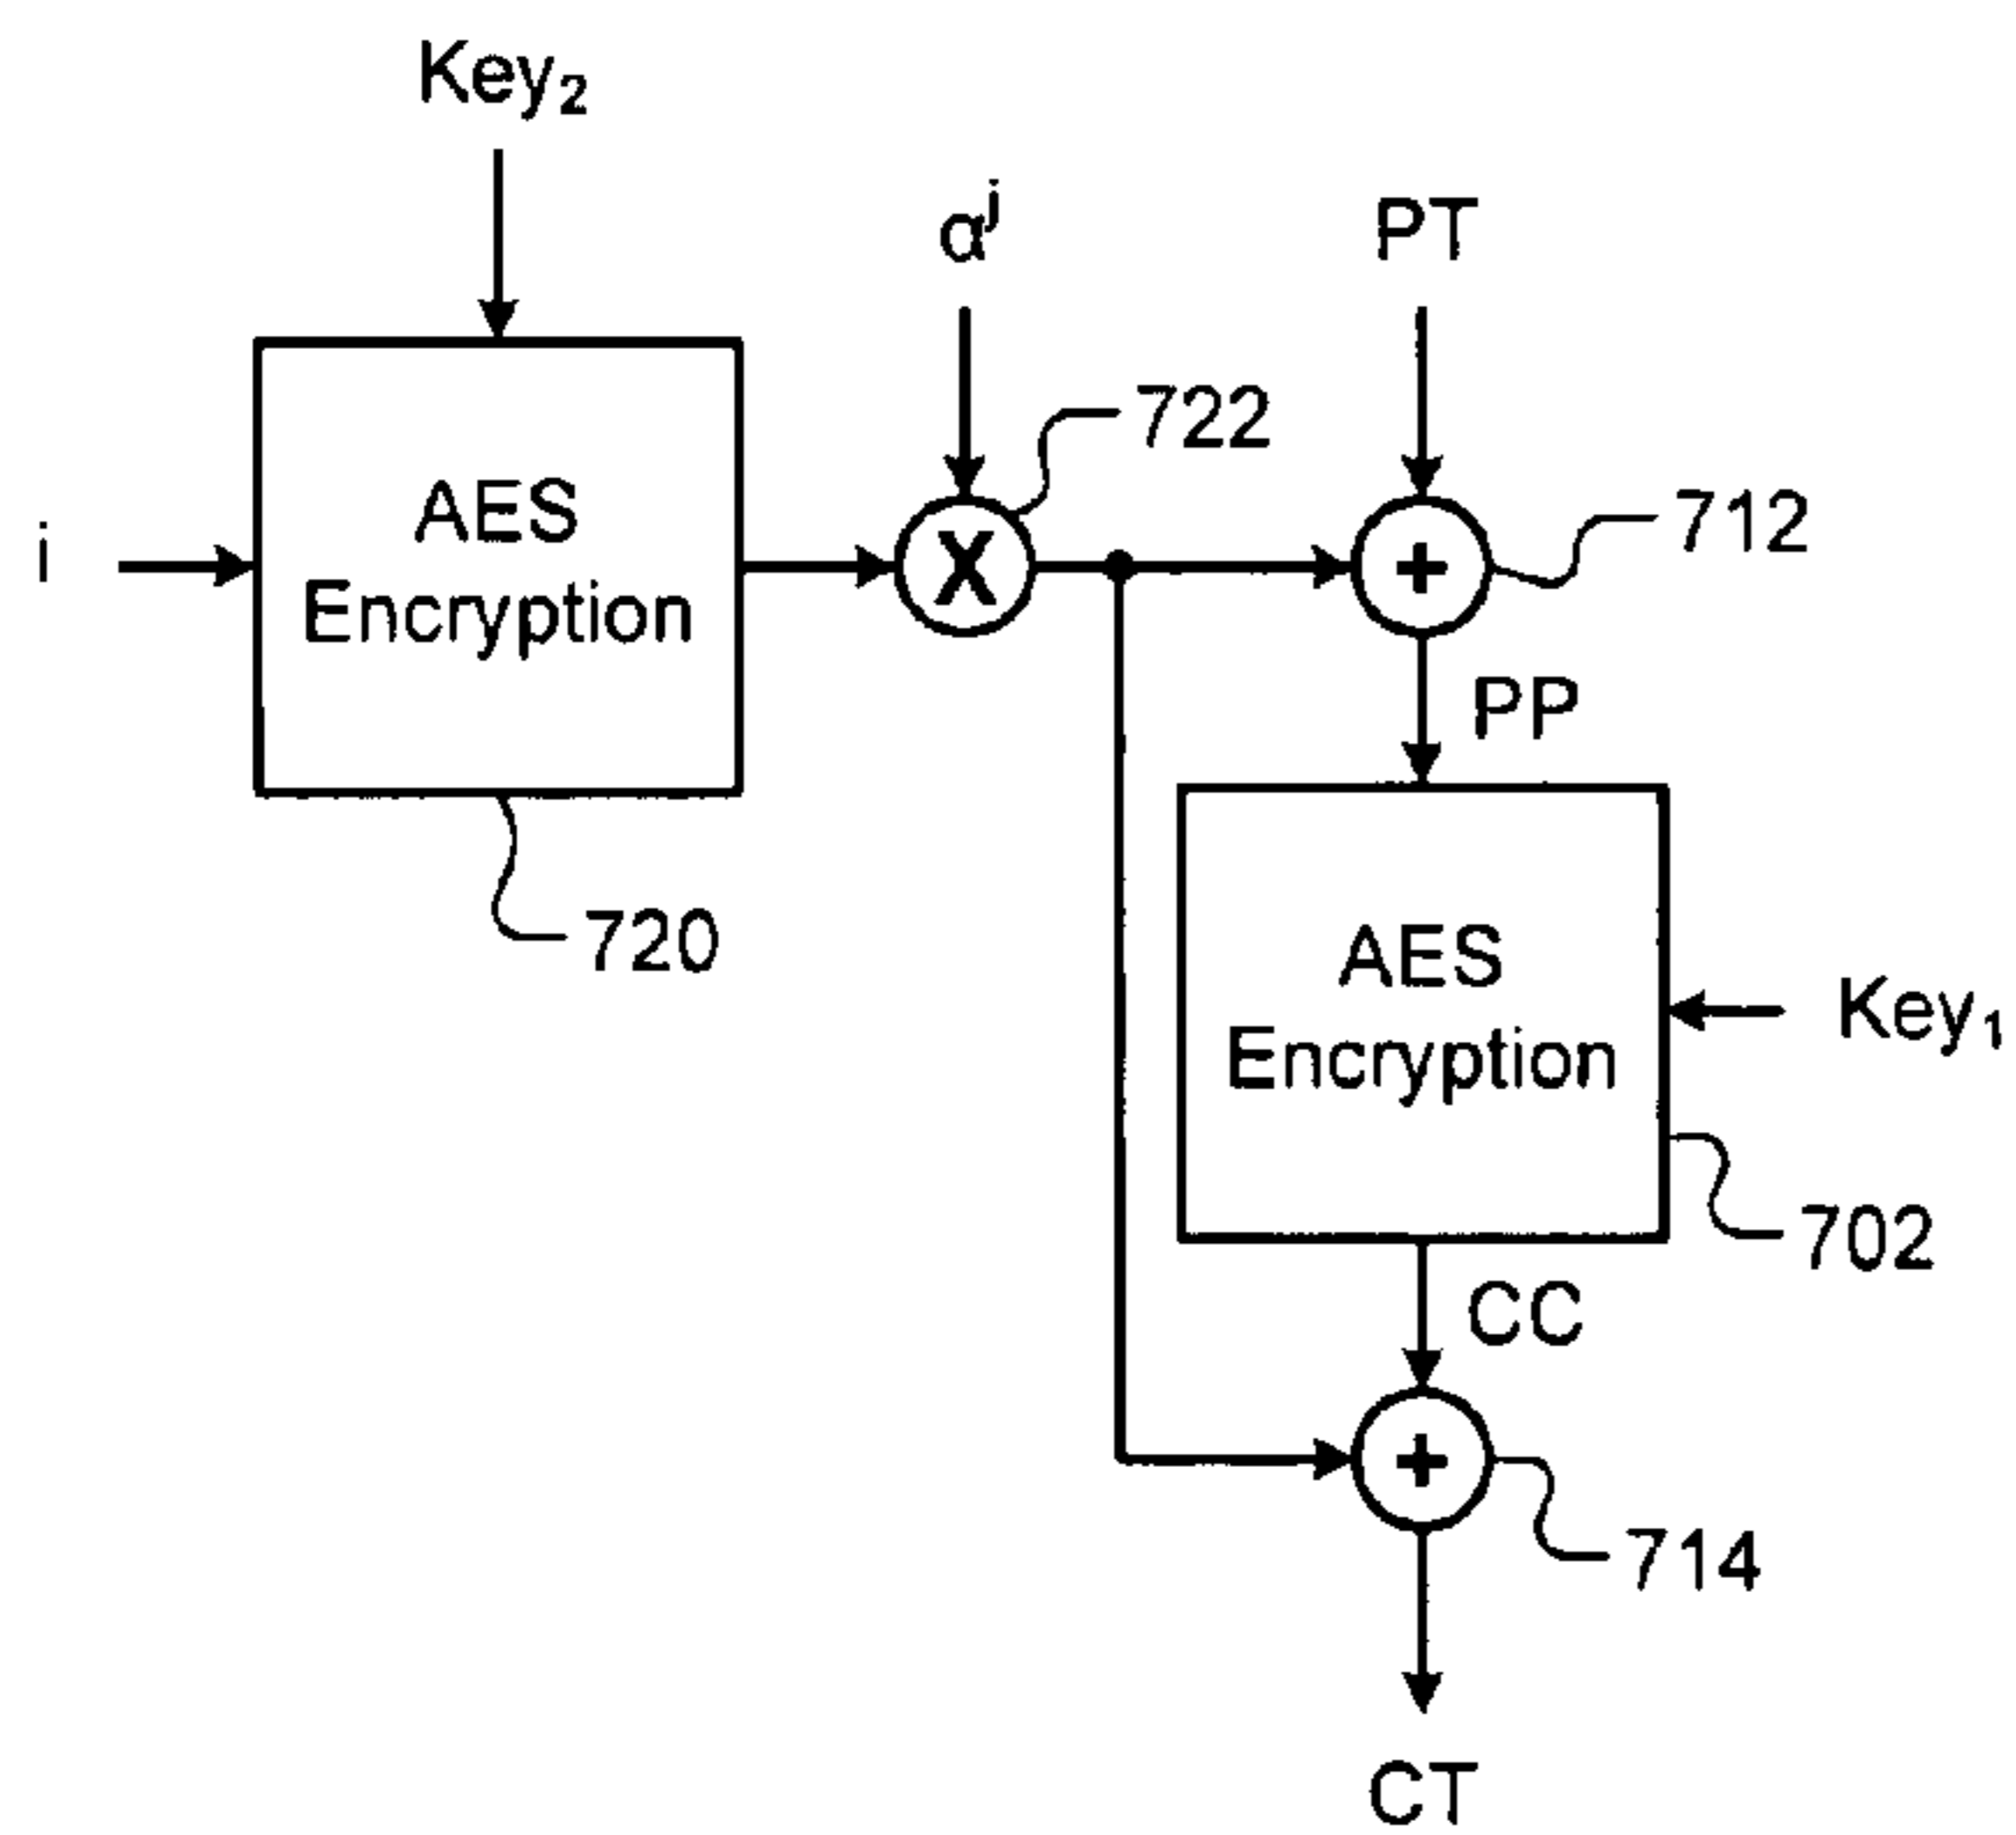 Key₂
αʲ
PT
722
712
i
AES
Encryption
X
+
PP
720
AES
Encryption
Key₁
702
CC
+
714
CT